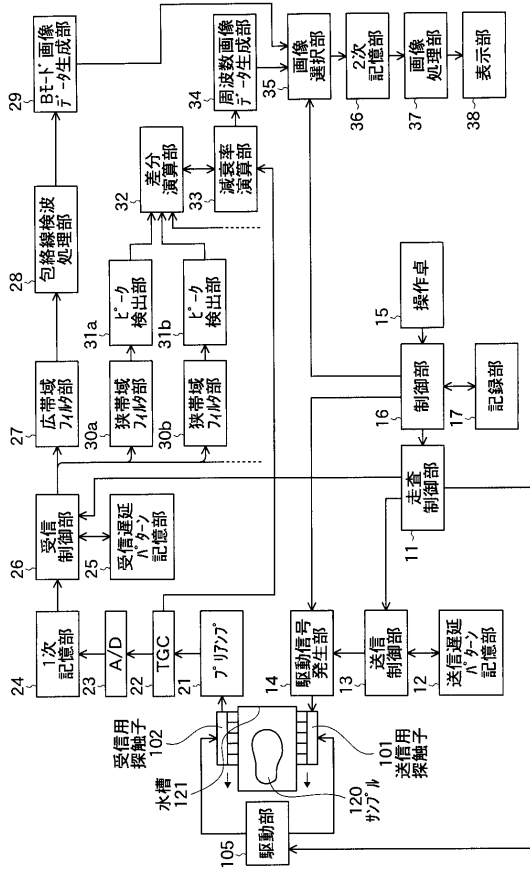 29
Bモード画像
データ生成部
28
包絡線検波
処理部
27
広帯域
フィルタ部
26
受信
制御部
25
受信遅延
パターン
記憶部
24
1次
記憶部
23
A/D
22
TGC
21
プリアンプ
30a
狭帯域
フィルタ部
31a
ピーク
検出部
30b
狭帯域
フィルタ部
31b
ピーク
検出部
32
差分
演算部
33
減衰率
演算部
34
周波数画像
データ生成部
35
画像
選択部
36
2次
記憶部
37
画像
処理部
38
表示部
15
操作卓
16
制御部
17
記録部
11
走査
制御部
14
駆動信号
発生部
13
送信
制御部
12
送信遅延
パターン
記憶部
受信用
探触子
102
水槽
121
101
送信用
探触子
120
サンプル
105
駆動部